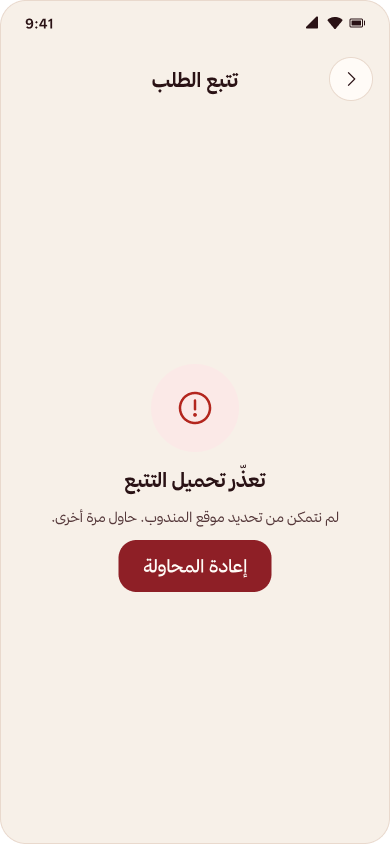 9:41
تتبع الطلب
تعذّر تحميل التتبع
لم نتمكن من تحديد موقع المندوب. حاول مرة أخرى.
إعادة المحاولة